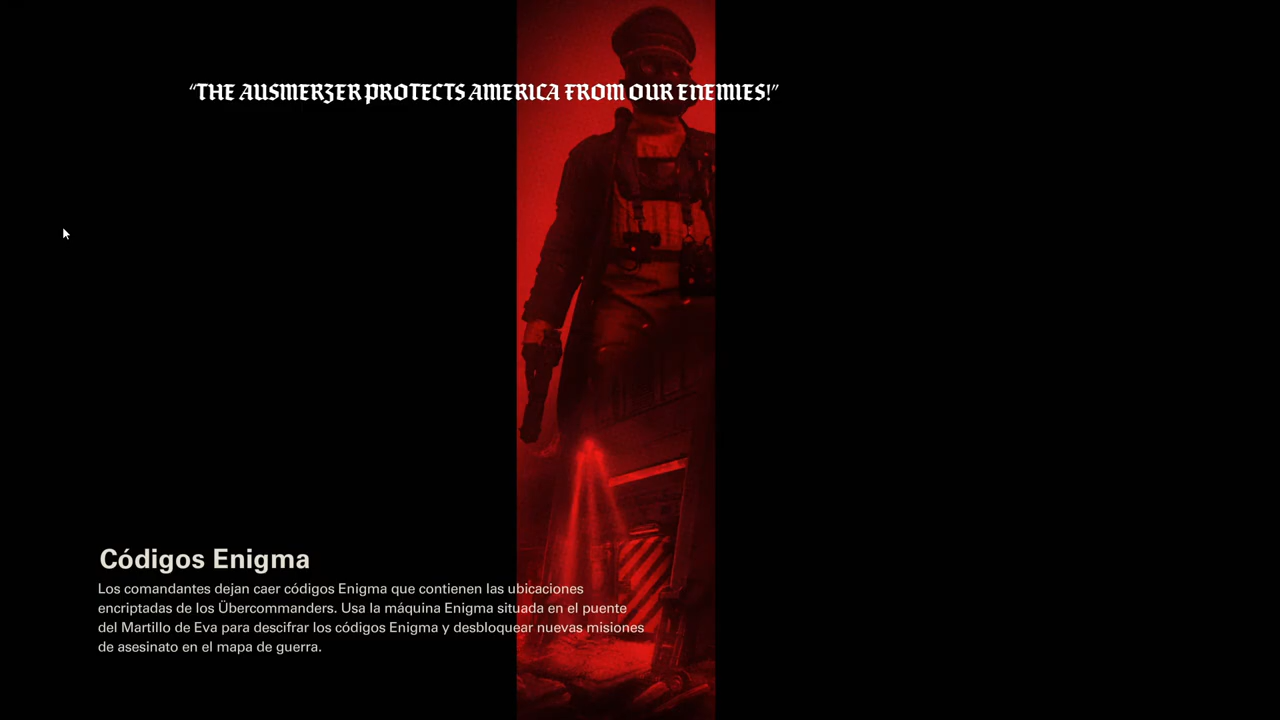 “THE AUSMERZER PROTECTS AMERICA FROM OUR ENEMIES!”
Códigos Enigma
Los comandantes dejan caer códigos Enigma que contienen las ubicaciones
encriptadas de los Übercommanders. Usa la máquina Enigma situada en el puente
del Martillo de Eva para descifrar los códigos Enigma y desbloquear nuevas misiones
de asesinato en el mapa de guerra.